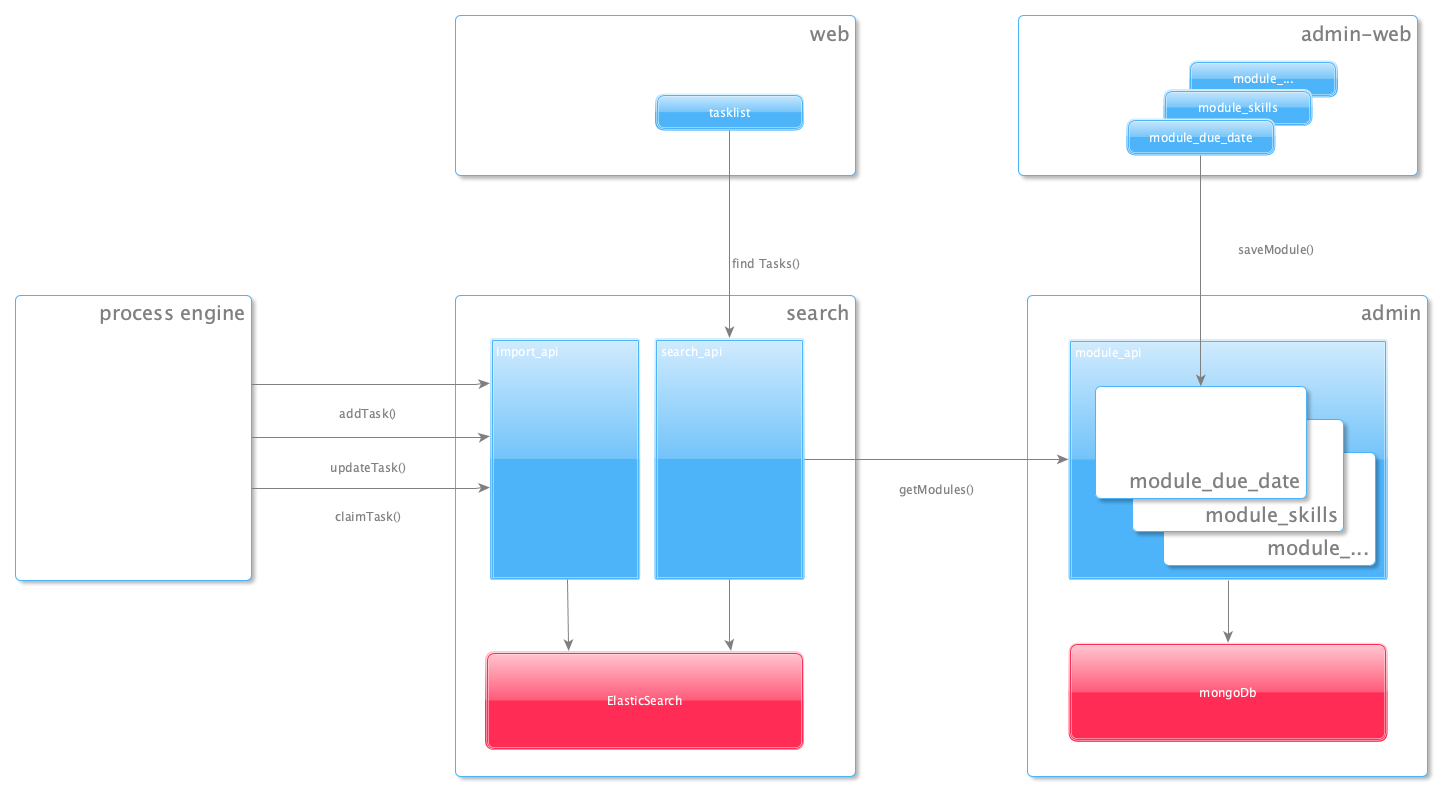 web
tasklist
admin-web
module_...
module_skills
module_due_date
find Tasks()
saveModule()
process engine
addTask()
updateTask()
claimTask()
search
import_api
search_api
ElasticSearch
getModules()
admin
module_api
module_due_date
module_skills
module_...
mongoDb